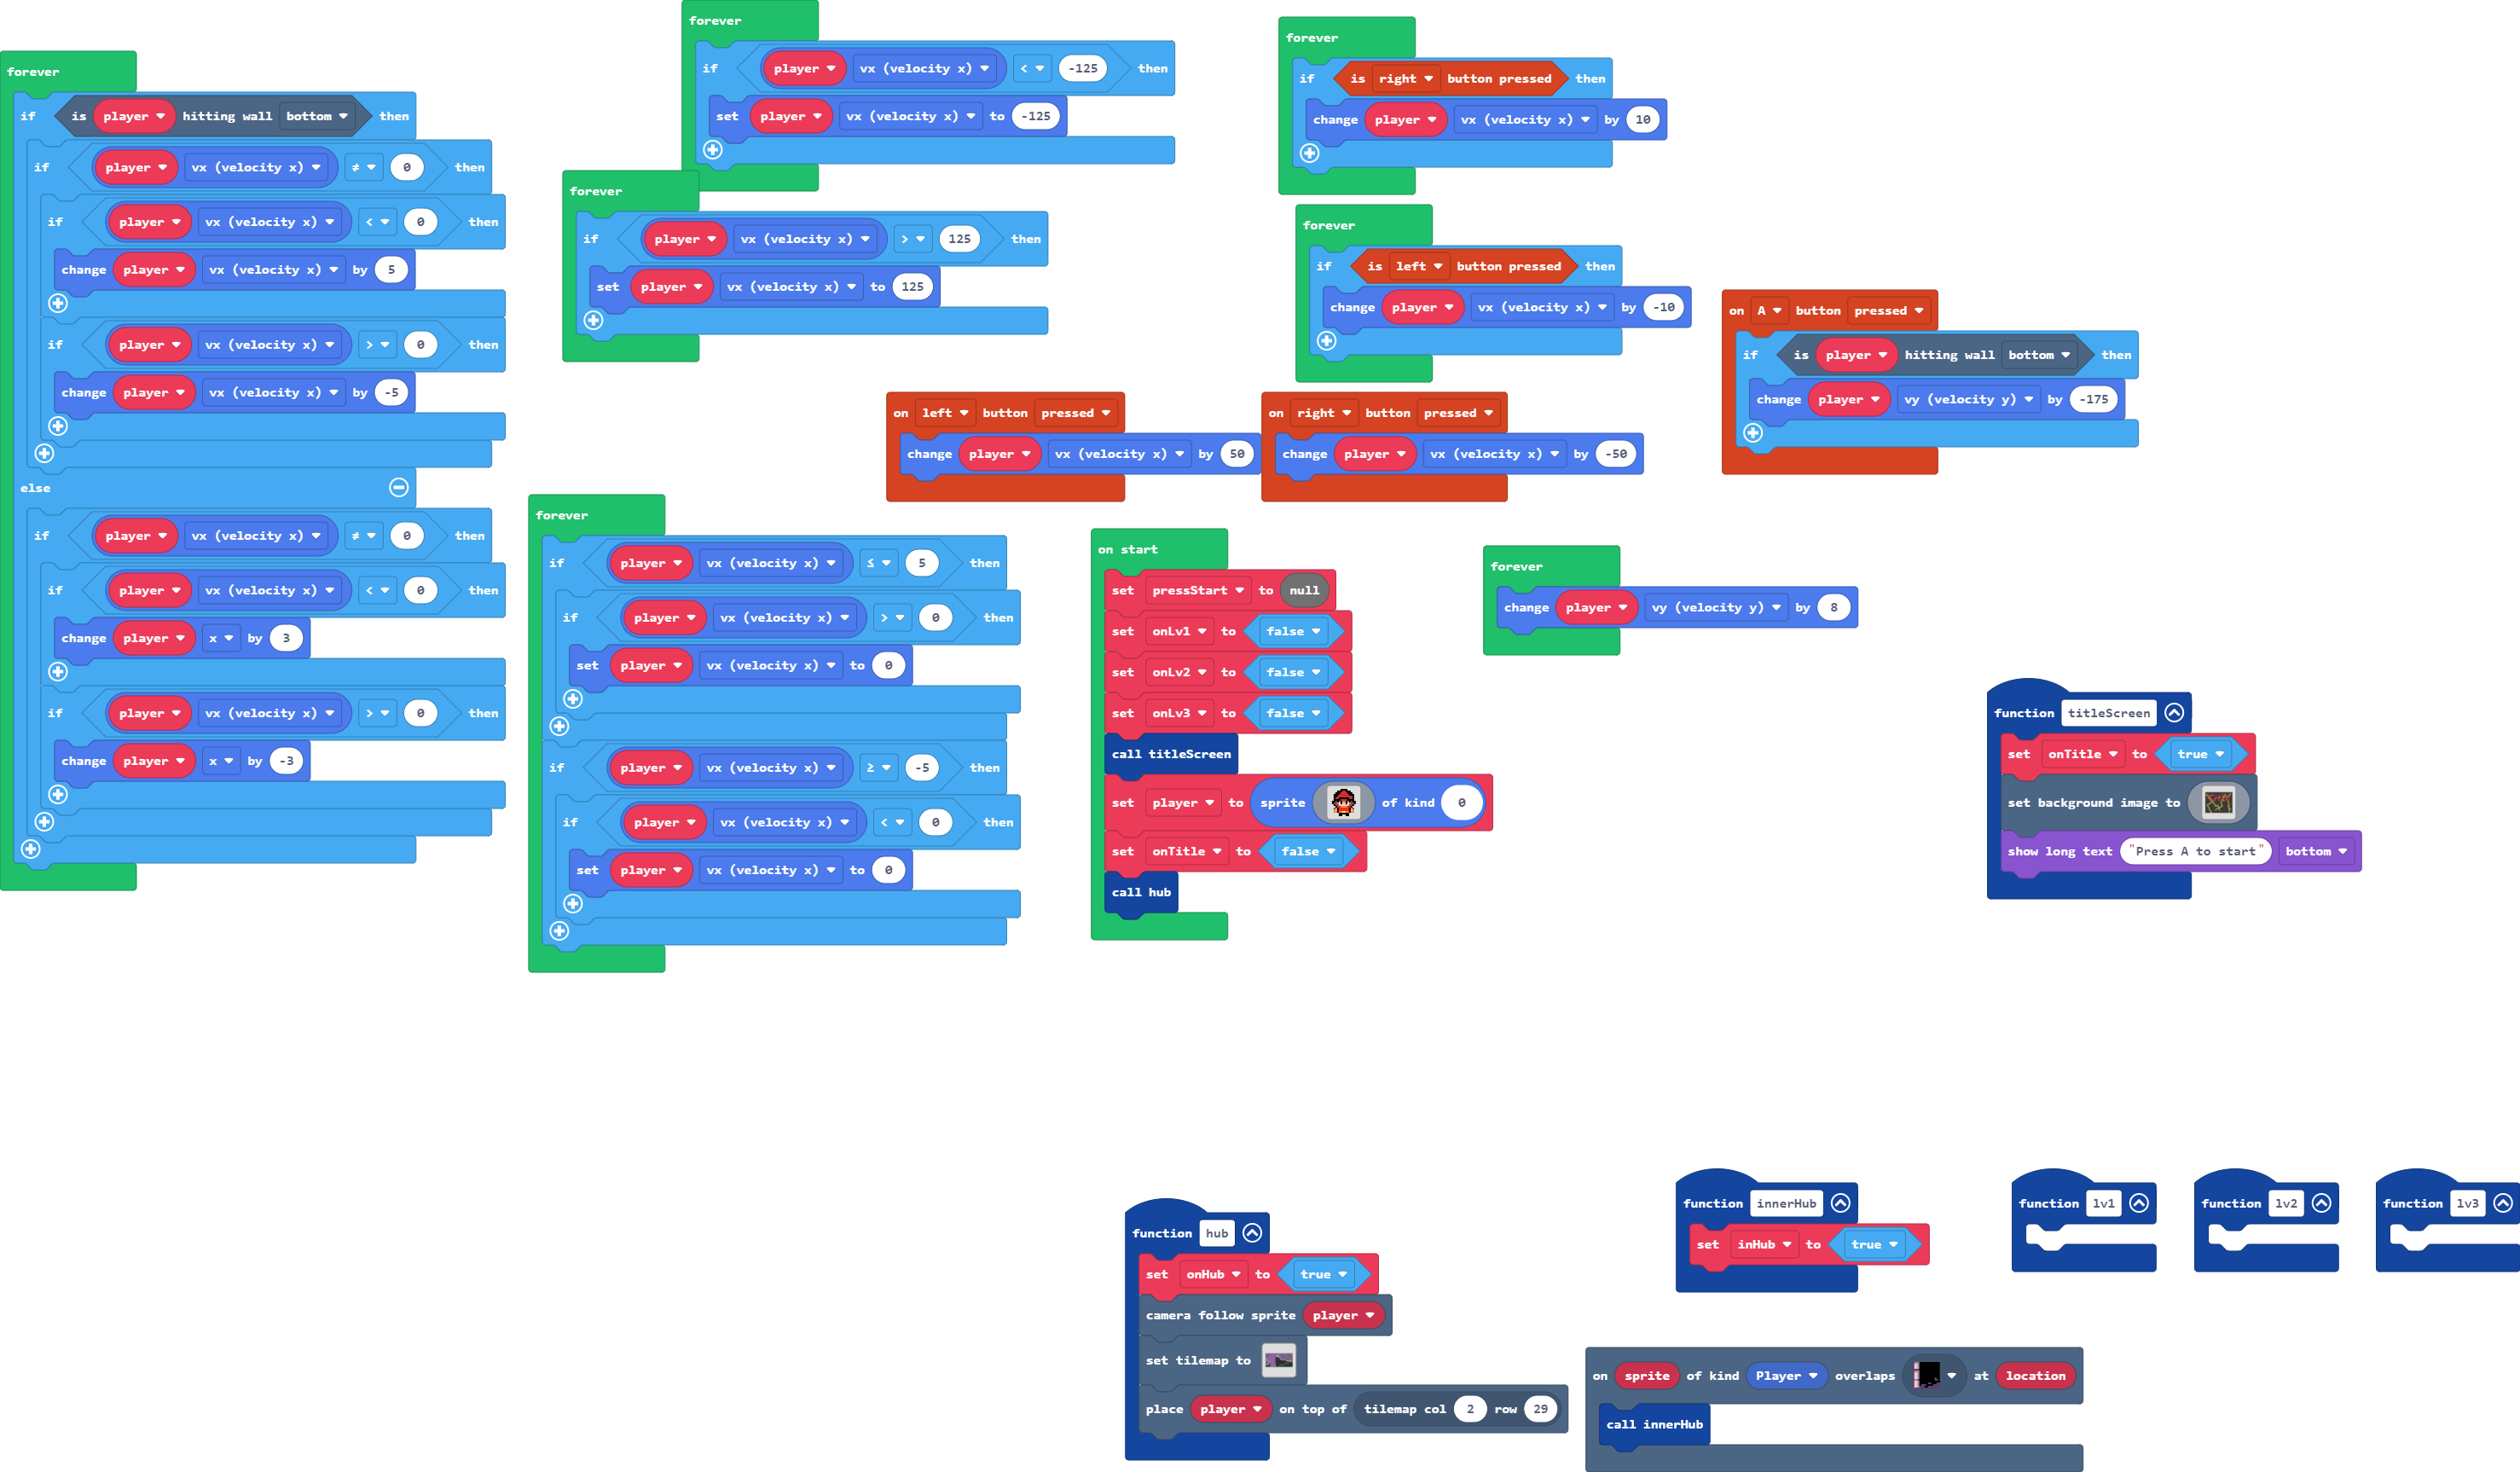 forever
if is player hitting wall bottom then
if player vx (velocity x) ≠ 0 then
if player vx (velocity x) < 0 then
change player vx (velocity x) by 5
if player vx (velocity x) > 0 then
change player vx (velocity x) by -5
else
if player vx (velocity x) ≠ 0 then
if player vx (velocity x) < 0 then
change player x by 3
if player vx (velocity x) > 0 then
change player x by -3
forever
if player vx (velocity x) < -125 then
set player vx (velocity x) to -125
forever
if player vx (velocity x) > 125 then
set player vx (velocity x) to 125
forever
if is right button pressed then
change player vx (velocity x) by 10
forever
if is left button pressed then
change player vx (velocity x) by -10
on A button pressed
if is player hitting wall bottom then
change player vy (velocity y) by -175
on left button pressed
change player vx (velocity x) by 50
on right button pressed
change player vx (velocity x) by -50
forever
if player vx (velocity x) ≤ 5 then
if player vx (velocity x) > 0 then
set player vx (velocity x) to 0
if player vx (velocity x) ≥ -5 then
if player vx (velocity x) < 0 then
set player vx (velocity x) to 0
on start
set pressStart to null
set onLv1 to false
set onLv2 to false
set onLv3 to false
call titleScreen
set player to sprite of kind 0
set onTitle to false
call hub
forever
change player vy (velocity y) by 8
function titleScreen
set onTitle to true
set background image to
show long text "Press A to start" bottom
function hub
set onHub to true
camera follow sprite player
set tilemap to
place player on top of tilemap col 2 row 29
function innerHub
set inHub to true
function lv1
function lv2
function lv3
on sprite of kind Player overlaps at location
call innerHub